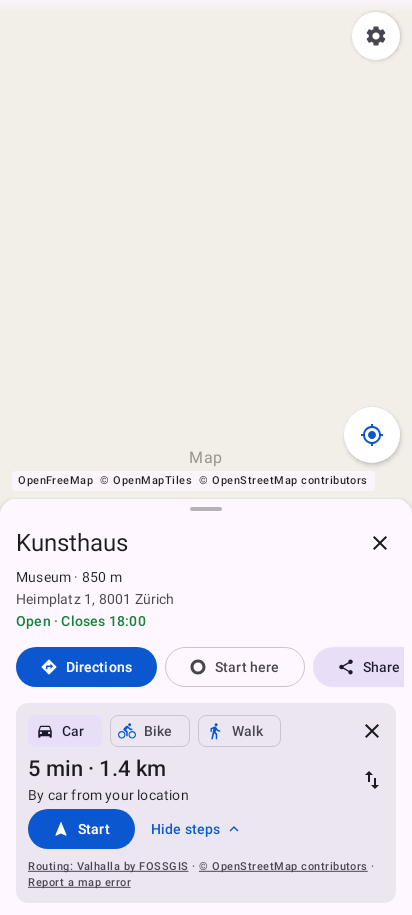 Map
OpenFreeMap © OpenMapTiles © OpenStreetMap contributors
Kunsthaus
Museum · 850 m
Heimplatz 1, 8001 Zürich
Open · Closes 18:00
Directions Start here Share
Car Bike Walk
5 min · 1.4 km
By car from your location
Start Hide steps
Routing: Valhalla by FOSSGIS · © OpenStreetMap contributors ·
Report a map error